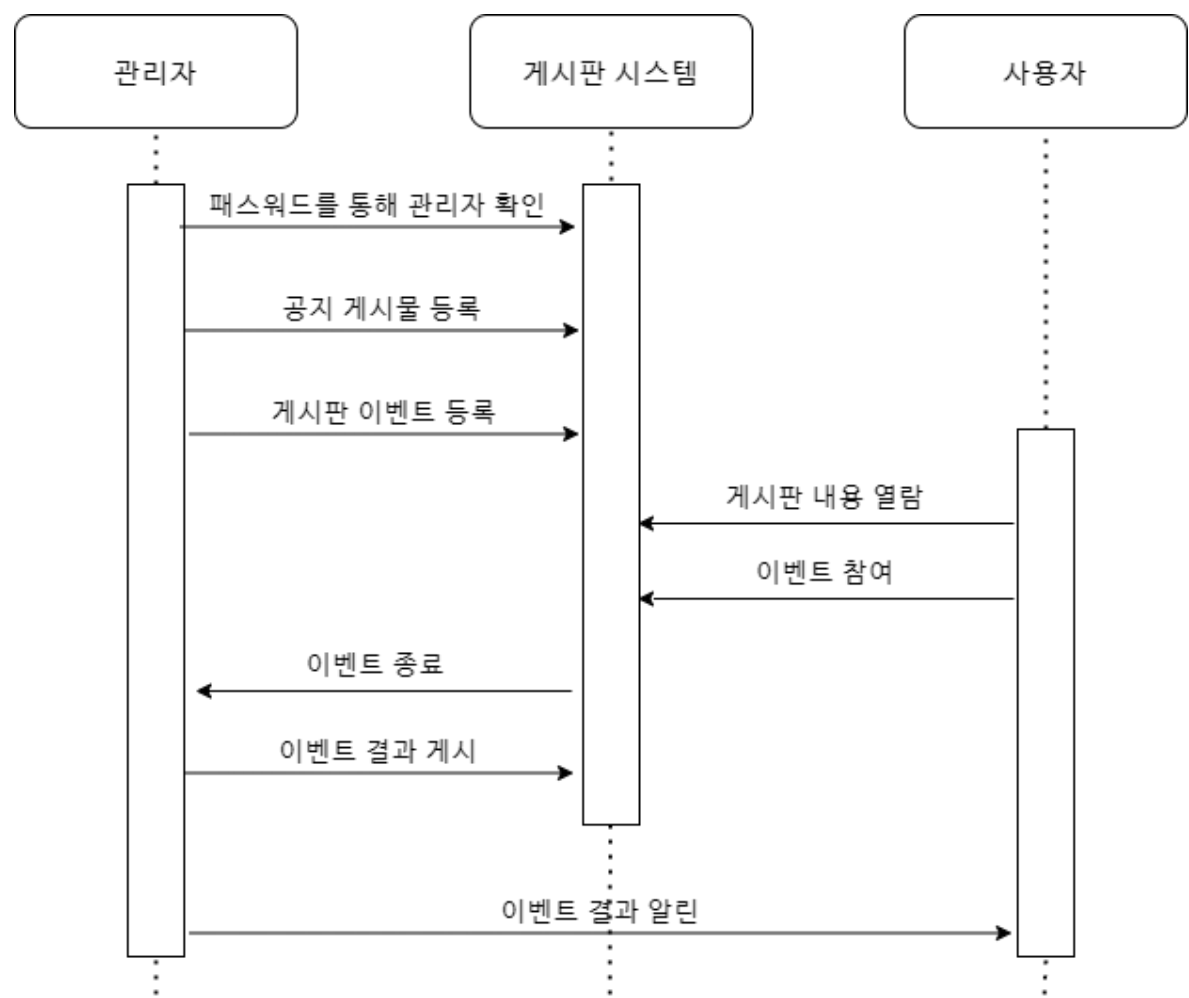 관리자
게시판 시스템
사용자
패스워드를 통해 관리자 확인
공지 게시물 등록
게시판 이벤트 등록
게시판 내용 열람
이벤트 참여
이벤트 종료
이벤트 결과 게시
이벤트 결과 알린